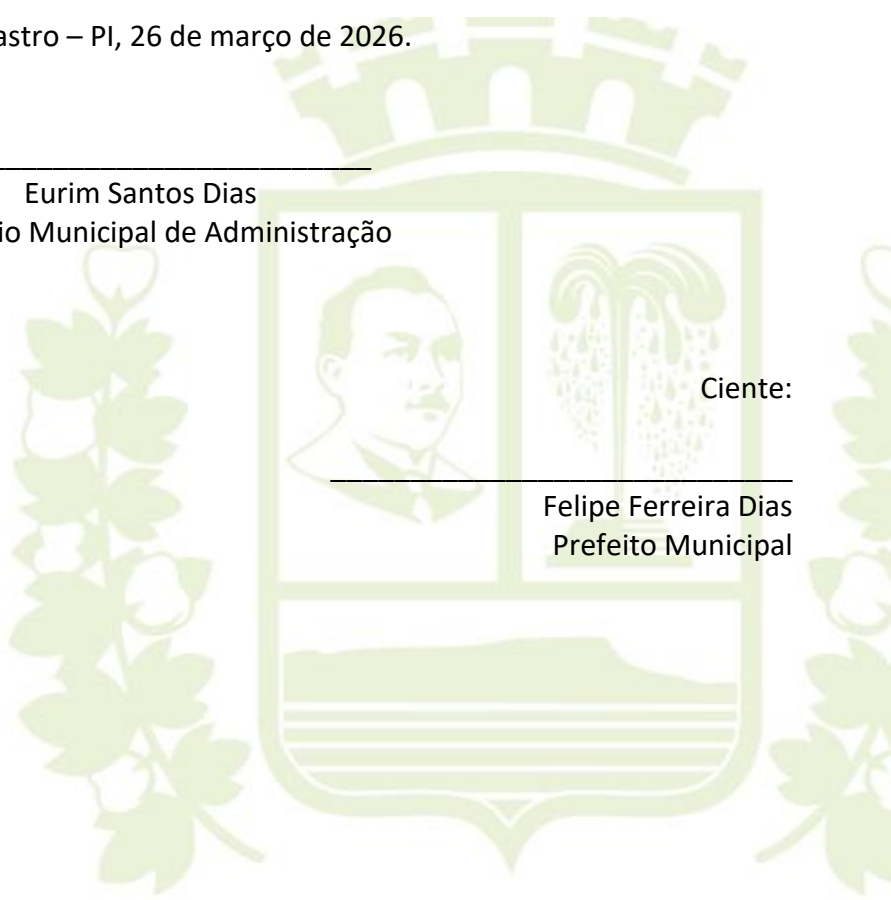 astro – PI, 26 de março de 2026.
Eurim Santos Dias
io Municipal de Administração
Ciente:
Felipe Ferreira Dias
Prefeito Municipal